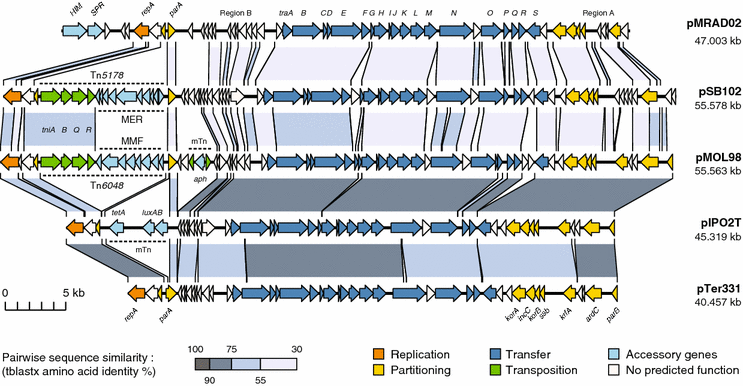 HM SPR repA parA Region B traA B CD E F G H I J K L M N O P Q R S Region A pMRAD02
47.003 kb
Tn5178 pSB102
55.578 kb
MER
tniA B Q R
MMF mTn
pMOL98
55.563 kb
Tn6048 aph
tetA luxAB pIPO2T
45.319 kb
mTn
pTer331
40.457 kb
5 kb
repA parA korA incC korB ssb krfA ardC parB
Pairwise sequence similarity :
(tblastx amino acid identity %)
100 75 30
90 55
Replication Transfer Accessory genes
Partitioning Transposition No predicted function